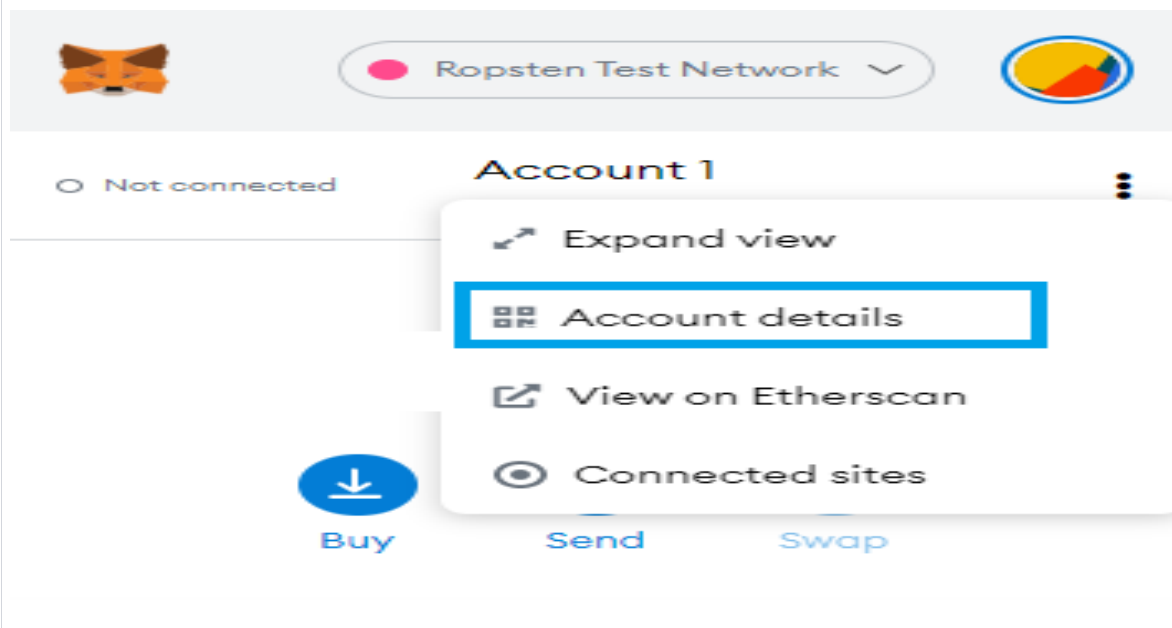 Ropsten Test Network
Not connected
Account 1
Expand view
Account details
View on Etherscan
Connected sites
Buy
Send
Swap